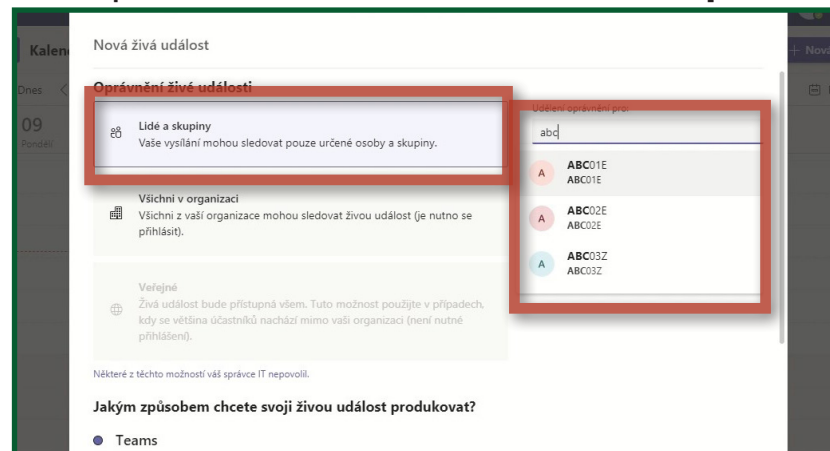 Nová živá událost
Kalen
+ Nová
Oprávnění živé události
Dnes
Lidé a skupiny
Vaše vysílání mohou sledovat pouze určené osoby a skupiny.
Udělení oprávnění pro:
abc
09
Pondělí
A
ABC01E
ABC01E
Všichni v organizaci
Všichni z vaší organizace mohou sledovat živou událost (je nutno se
přihlásit).
A
ABC02E
ABC02E
A
ABC03Z
ABC03Z
Veřejné
Živá událost bude přístupná všem. Tuto možnost použijte v případech,
kdy se většina účastníků nachází mimo vaši organizaci (není nutné
přihlášení).
Některé z těchto možností váš správce IT nepovolil.
Jakým způsobem chcete svoji živou událost produkovat?
Teams